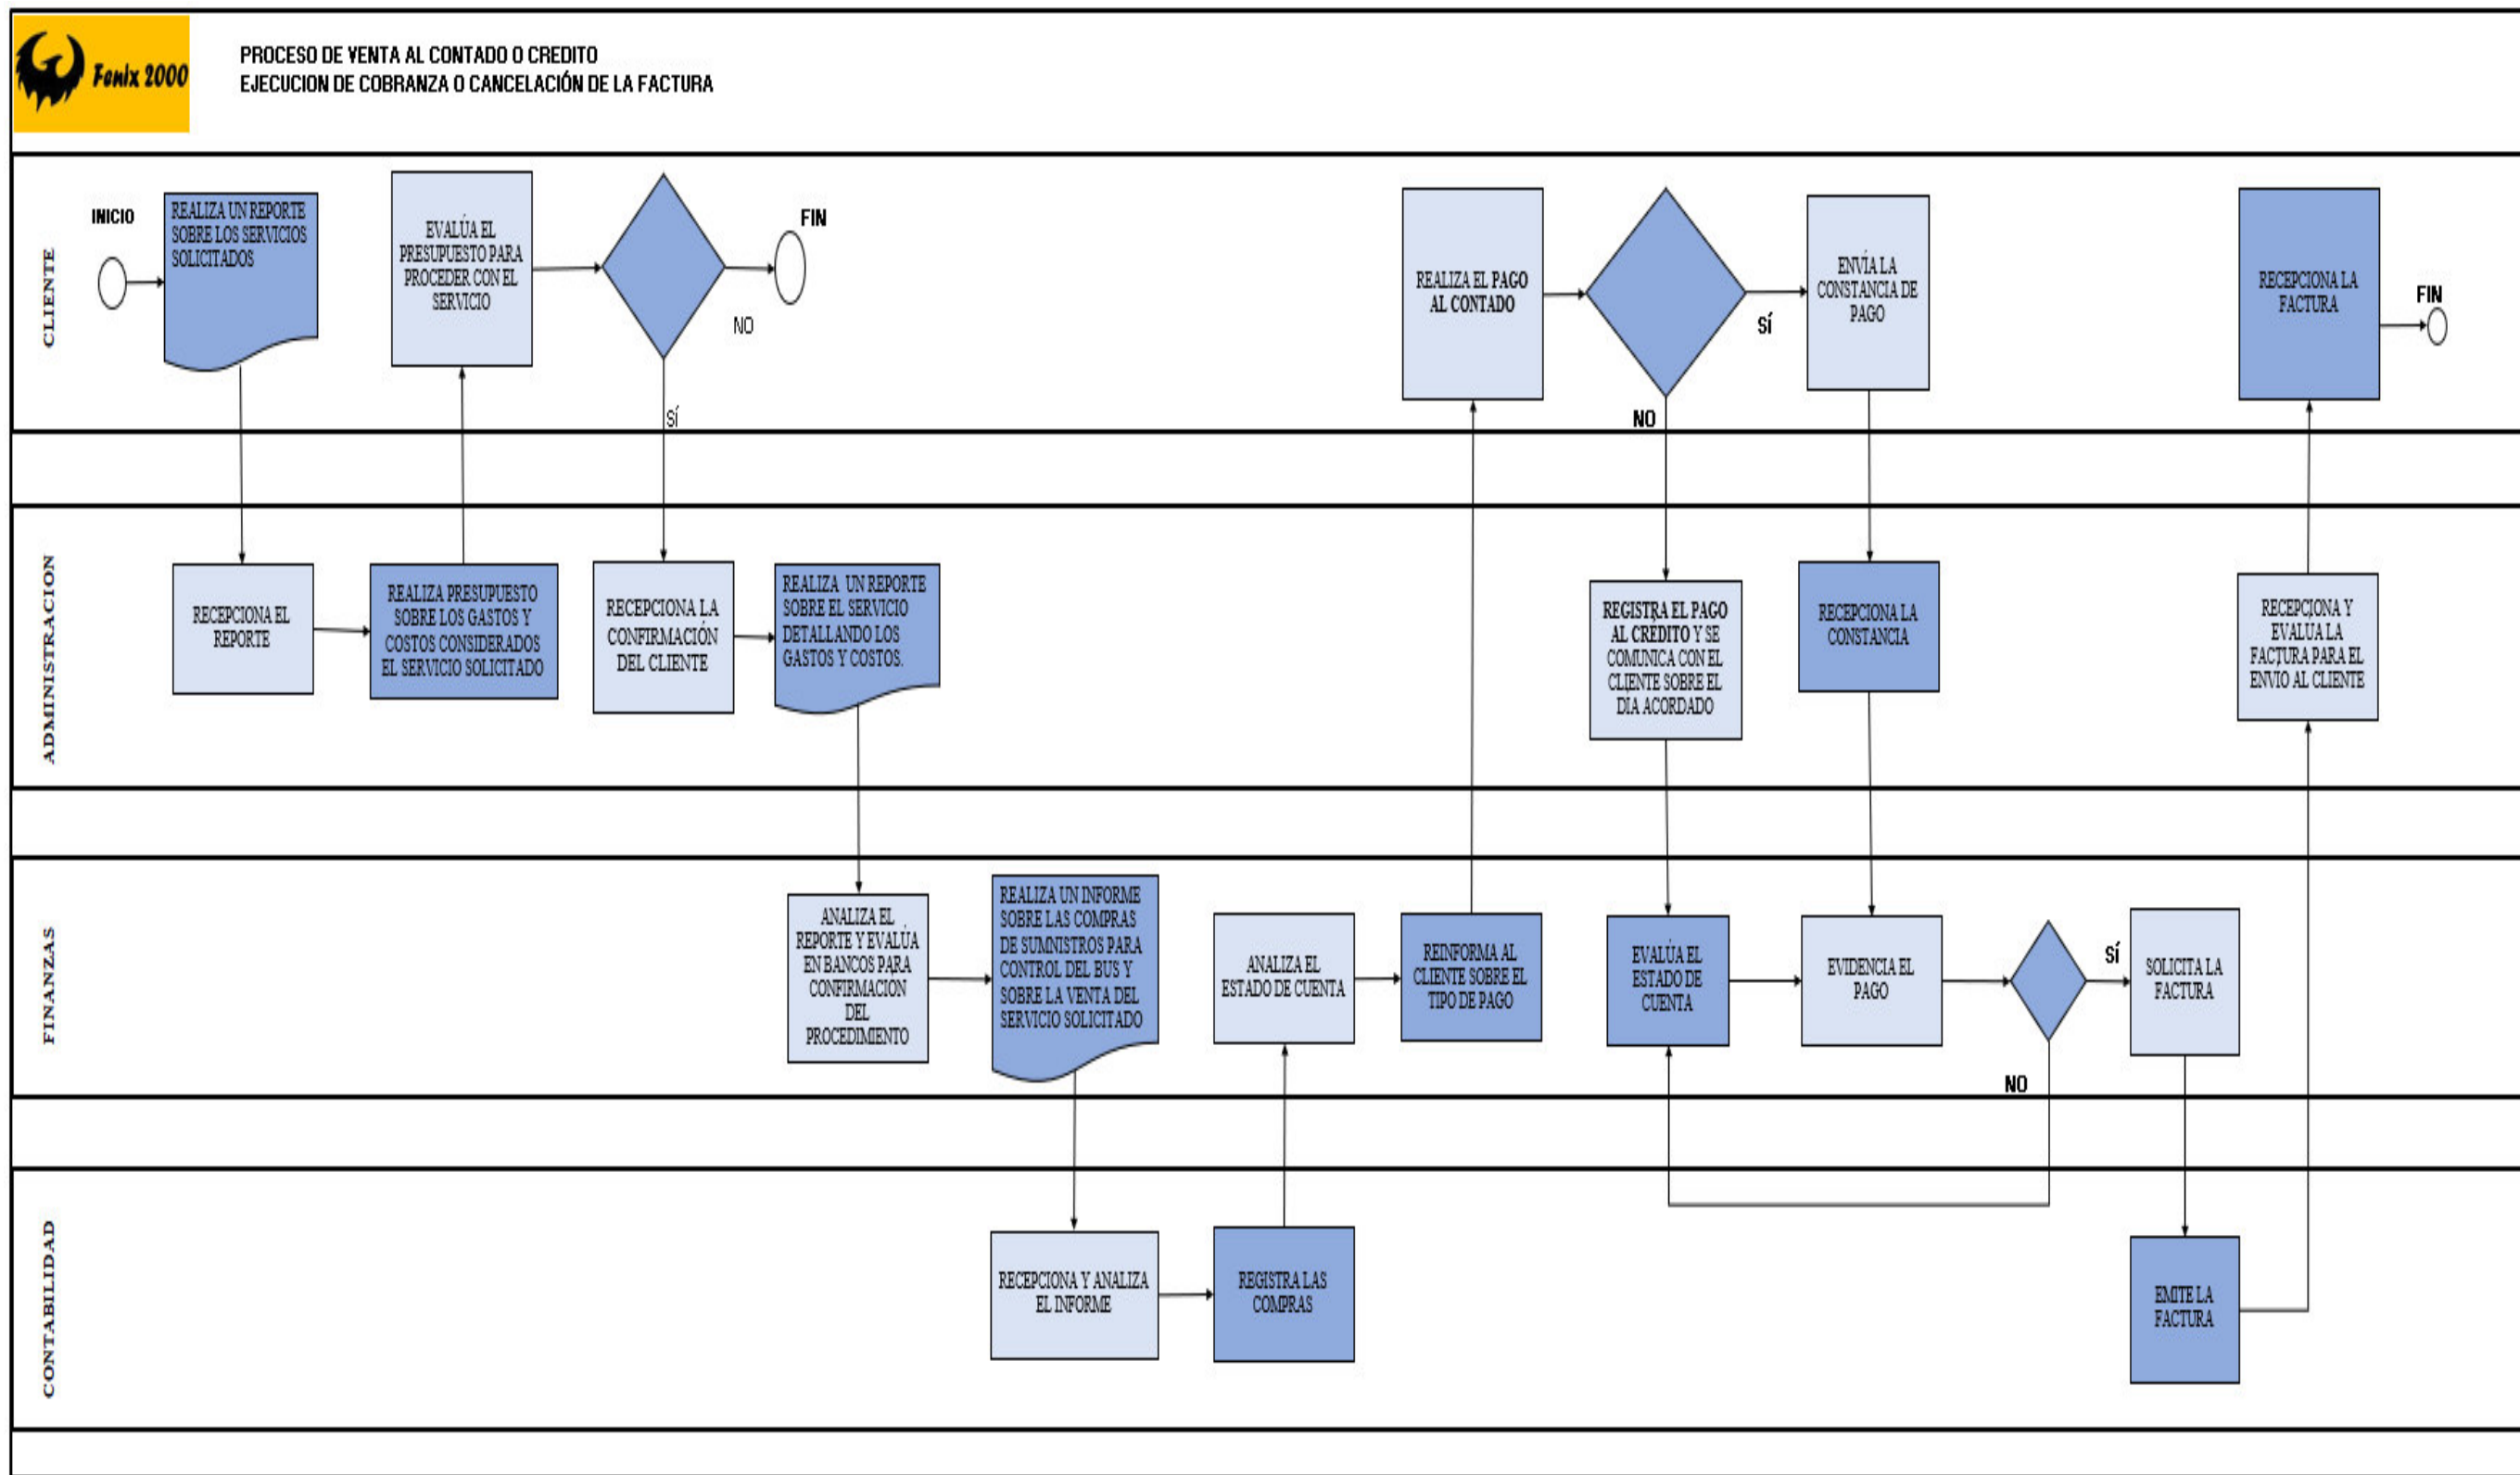 Fenix 2000
PROCESO DE VENTA AL CONTADO O CREDITO
EJECUCION DE COBRANZA O CANCELACIÓN DE LA FACTURA
CLIENTE
INICIO
REALIZA UN REPORTE
SOBRE LOS SERVICIOS
SOLICITADOS
EVALÚA EL
PRESUPUESTO PARA
PROCEDER CON EL
SERVICIO
FIN
NO
SÍ
REALIZA EL PAGO
AL CONTADO
SÍ
NO
ENVÍA LA
CONSTANCIA DE
PAGO
RECEPCIONA LA
FACTURA
FIN
ADMINISTRACION
RECEPCIONA EL
REPORTE
REALIZA PRESUPUESTO
SOBRE LOS GASTOS Y
COSTOS CONSIDERADOS
EL SERVICIO SOLICITADO
RECEPCIONA LA
CONFIRMACIÓN
DEL CLIENTE
REALIZA UN REPORTE
SOBRE EL SERVICIO
DETALLANDO LOS
GASTOS Y COSTOS.
REGISTRA EL PAGO
AL CRÉDITO Y SE
COMUNICA CON EL
CLIENTE SOBRE EL
DÍA ACORDADO
RECEPCIONA LA
CONSTANCIA
RECEPCIONA Y
EVALÚA LA
FACTURA PARA EL
ENVÍO AL CLIENTE
FINANZAS
ANALIZA EL
REPORTE Y EVALÚA
EN BANCOS PARA
CONFIRMACIÓN
DEL
PROCEDIMIENTO
REALIZA UN INFORME
SOBRE LAS COMPRAS
DE SUMNISTROS PARA
CONTROL DEL BUS Y
SOBRE LA VENTA DEL
SERVICIO SOLICITADO
ANALIZA EL
ESTADO DE CUENTA
REINFORMA AL
CLIENTE SOBRE EL
TIPO DE PAGO
EVALÚA EL
ESTADO DE
CUENTA
EVIDENCIA EL
PAGO
SÍ
NO
SOLICITA LA
FACTURA
CONTABILIDAD
RECEPCIONA Y ANALIZA
EL INFORME
REGISTRA LAS
COMPRAS
EMITE LA
FACTURA